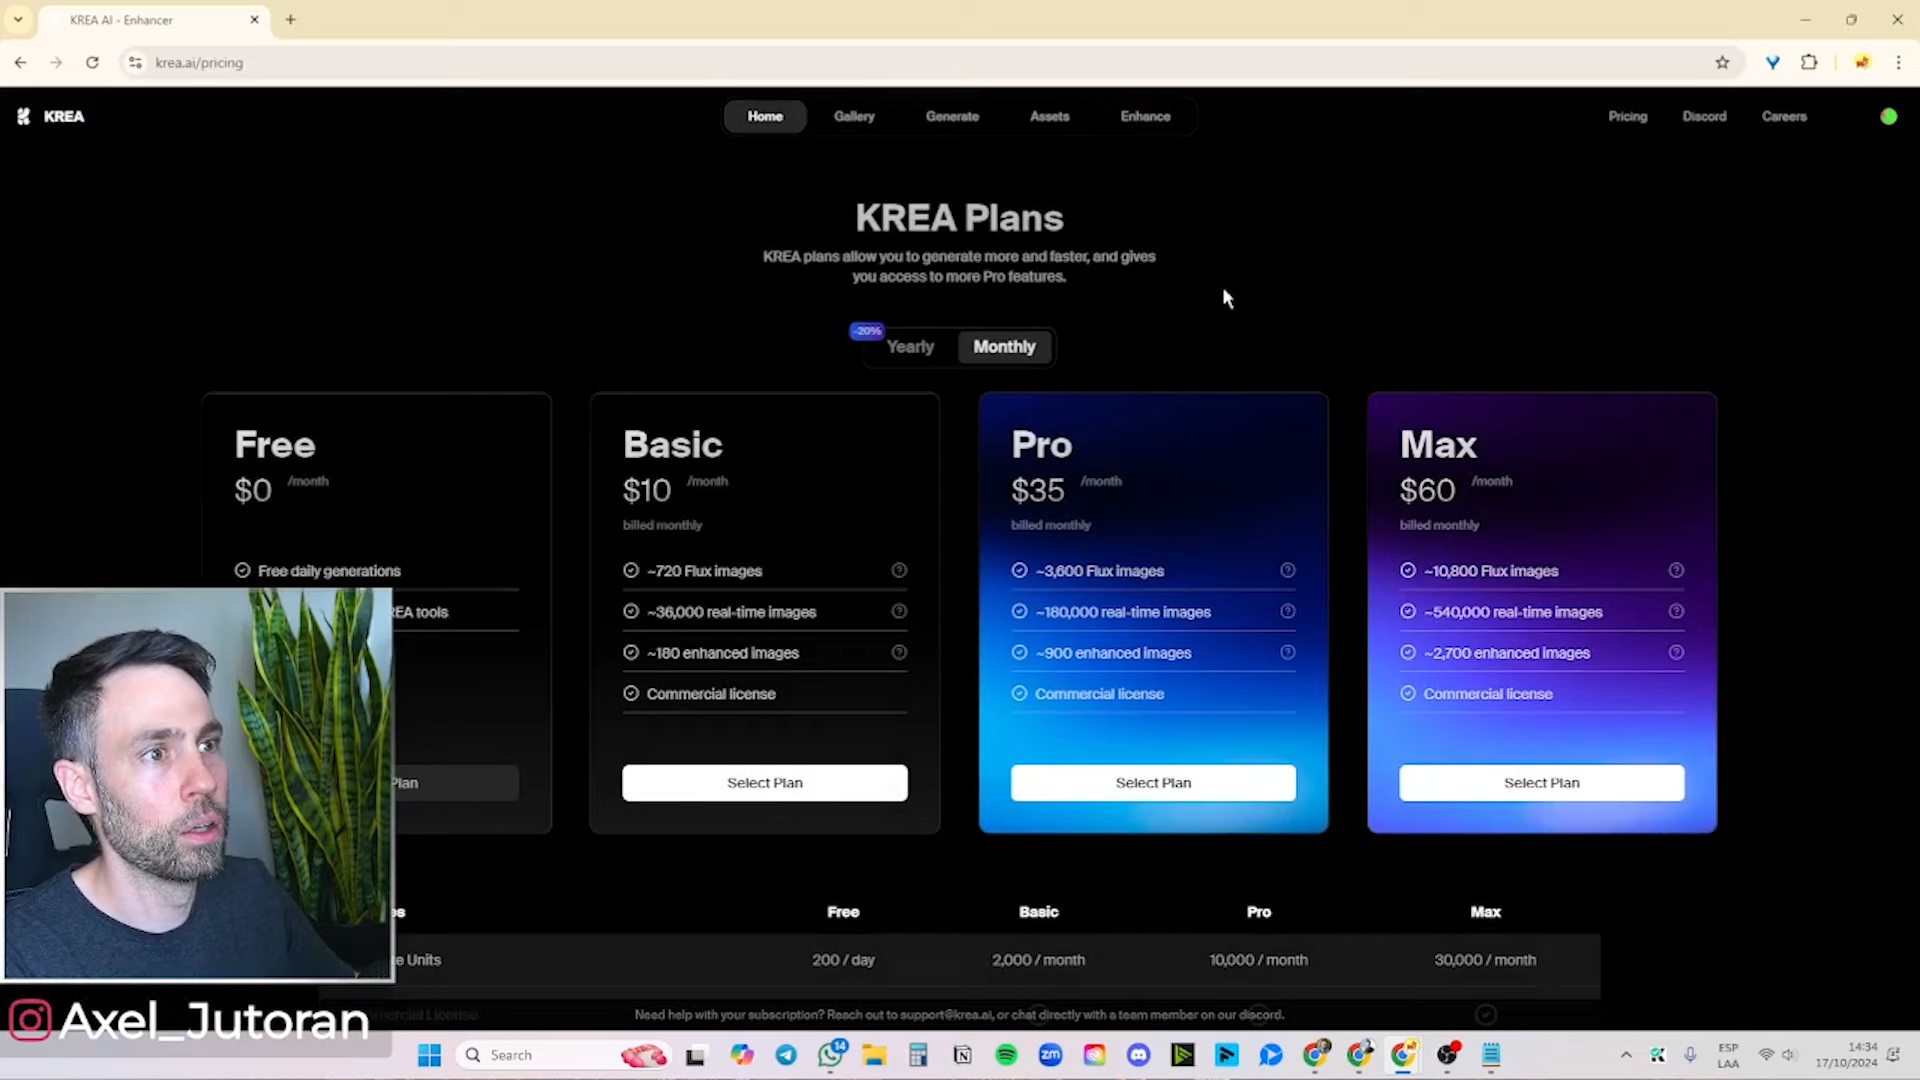 KREA AI - Enhancer
krea.ai/pricing
KREA
Home
Gallery
Generate
Assets
Enhance
Pricing
Discord
Careers
KREA Plans
KREA plans allow you to generate more and faster, and gives
you access to more Pro features.
-20%
Yearly
Monthly
Free
$0 /month
Free daily generations
REA tools
Plan
Basic
$10 /month
billed monthly
~720 Flux images
~36,000 real-time images
~180 enhanced images
Commercial license
Select Plan
Pro
$35 /month
billed monthly
~3,600 Flux images
~180,000 real-time images
~900 enhanced images
Commercial license
Select Plan
Max
$60 /month
billed monthly
~10,800 Flux images
~540,000 real-time images
~2,700 enhanced images
Commercial license
Select Plan
es Free Basic Pro Max
te Units 200 / day 2,000 / month 10,000 / month 30,000 / month
ercial License
Need help with your subscription? Reach out to support@krea.ai, or chat directly with a team member on our discord.
Axel_Jutoran
Search
14
zm
ESP
LAA
14:34
17/10/2024